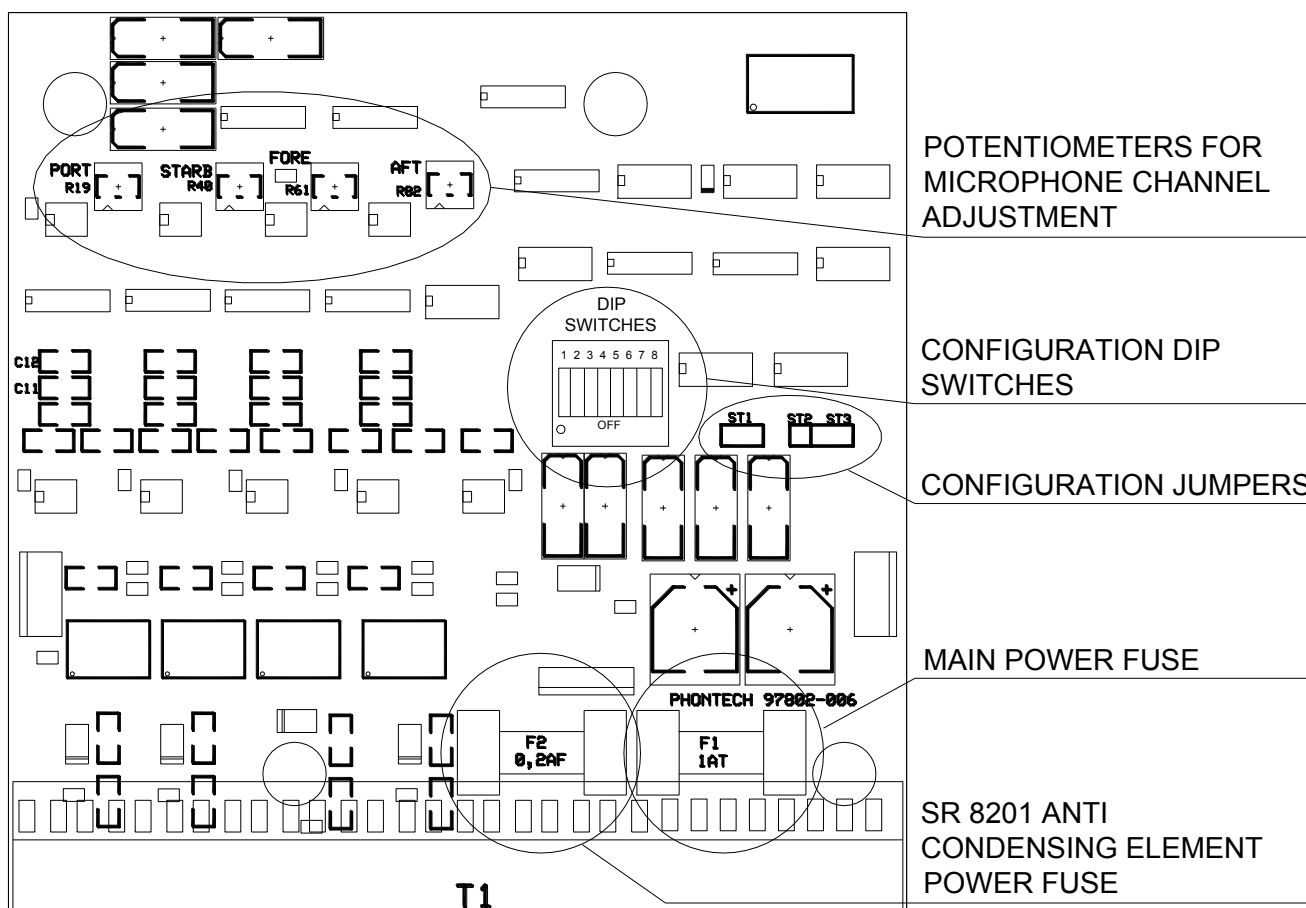 POTENTIOMETERS FOR
MICROPHONE CHANNEL
ADJUSTMENT
PORT
R19
STARB
R40
FORE
R61
AFT
R82
DIP
SWITCHES
1 2 3 4 5 6 7 8
OFF
CONFIGURATION DIP
SWITCHES
C12
C11
ST1
ST2
ST3
CONFIGURATION JUMPERS
+
+
MAIN POWER FUSE
PHONTECH 97802-006
F2
0,2AF
F1
1AT
SR 8201 ANTI
CONDENSING ELEMENT
POWER FUSE
T1